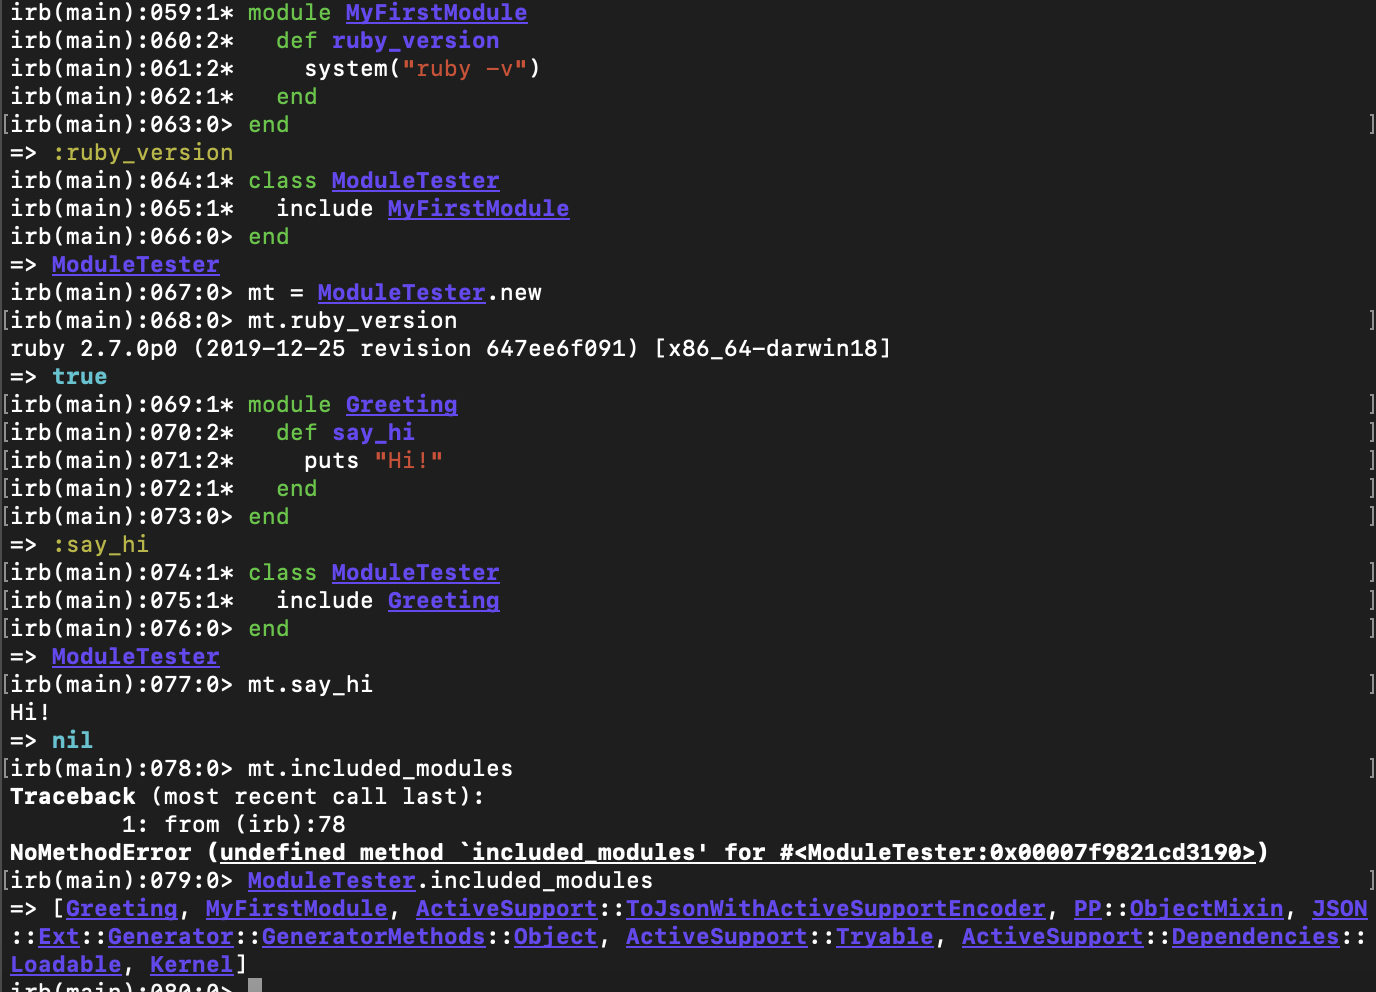 irb(main):059:1* module MyFirstModule
irb(main):060:2*   def ruby_version
irb(main):061:2*     system("ruby -v")
irb(main):062:1*   end
[irb(main):063:0> end ]
=> :ruby_version
irb(main):064:1* class ModuleTester
irb(main):065:1*   include MyFirstModule
irb(main):066:0> end
=> ModuleTester
irb(main):067:0> mt = ModuleTester.new
[irb(main):068:0> mt.ruby_version ]
ruby 2.7.0p0 (2019-12-25 revision 647ee6f091) [x86_64-darwin18]
=> true
[irb(main):069:1* module Greeting ]
[irb(main):070:2*   def say_hi ]
[irb(main):071:2*     puts "Hi!" ]
[irb(main):072:1*   end ]
[irb(main):073:0> end ]
=> :say_hi
[irb(main):074:1* class ModuleTester ]
[irb(main):075:1*   include Greeting ]
[irb(main):076:0> end ]
=> ModuleTester
[irb(main):077:0> mt.say_hi ]
Hi!
=> nil
[irb(main):078:0> mt.included_modules ]
Traceback (most recent call last):
        1: from (irb):78
NoMethodError (undefined method `included_modules' for #<ModuleTester:0x00007f9821cd3190>)
[irb(main):079:0> ModuleTester.included_modules ]
=> [Greeting, MyFirstModule, ActiveSupport::ToJsonWithActiveSupportEncoder, PP::ObjectMixin, JSON
::Ext::Generator::GeneratorMethods::Object, ActiveSupport::Tryable, ActiveSupport::Dependencies::
Loadable, Kernel]
irb(main):080:0>